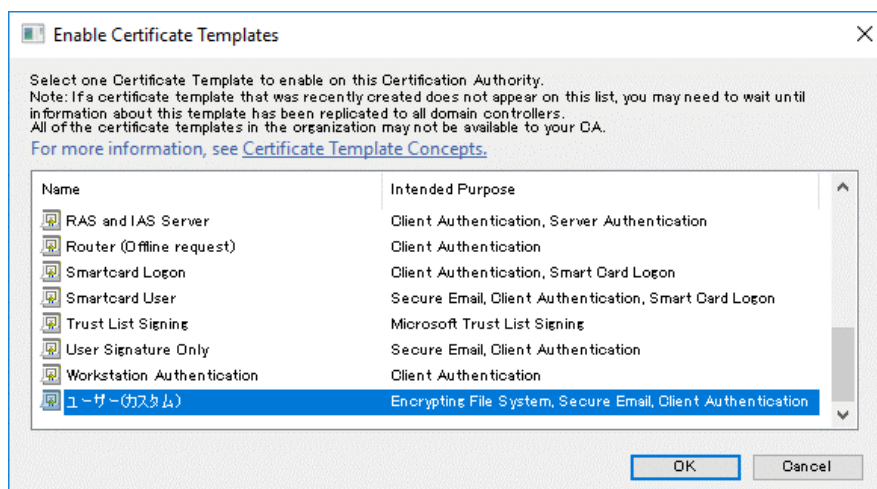 Enable Certificate Templates
Select one Certificate Template to enable on this Certification Authority.
Note: If a certificate template that was recently created does not appear on this list, you may need to wait until
information about this template has been replicated to all domain controllers.
All of the certificate templates in the organization may not be available to your CA.
For more information, see Certificate Template Concepts.
Name Intended Purpose
RAS and IAS Server Client Authentication, Server Authentication
Router (Offline request) Client Authentication
Smartcard Logon Client Authentication, Smart Card Logon
Smartcard User Secure Email, Client Authentication, Smart Card Logon
Trust List Signing Microsoft Trust List Signing
User Signature Only Secure Email, Client Authentication
Workstation Authentication Client Authentication
ユーザー(カスタム) Encrypting File System, Secure Email, Client Authentication
OK Cancel